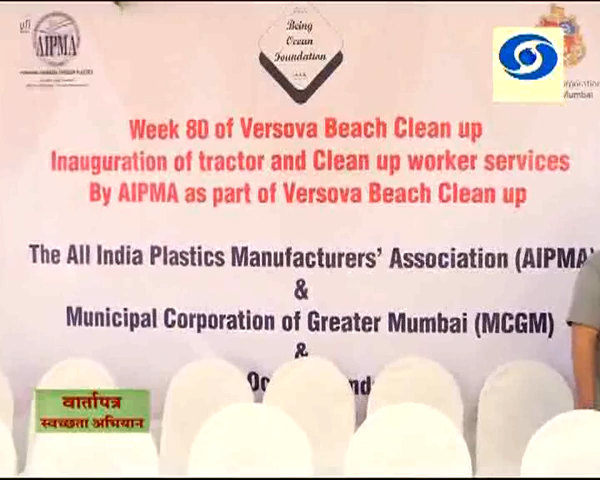 AIPMA
Being
Ocean
Foundation
Mumbai
Week 80 of Versova Beach Clean up
Inauguration of tractor and Clean up worker services
By AIPMA as part of Versova Beach Clean up
The All India Plastics Manufacturers' Association (AIPMA)
&
Municipal Corporation of Greater Mumbai (MCGM)
&
वार्तापत्र
स्वच्छता अभियान